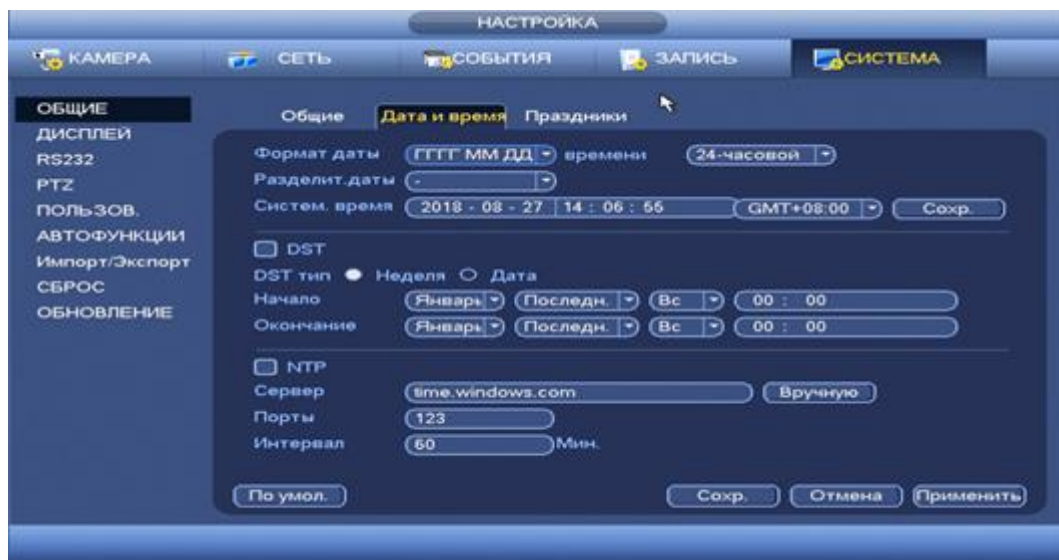 НАСТРОЙКА
КАМЕРА СЕТЬ СОБЫТИЯ ЗАПИСЬ СИСТЕМА
ОБЩИЕ
ДИСПЛЕЙ
RS232
PTZ
ПОЛЬЗОВ.
АВТОФУНКЦИИ
Импорт/Экспорт
СБРОС
ОБНОВЛЕНИЕ
Общие Дата и время Праздники
Формат даты ГГГГ ММ ДД времени 24-часовой
Разделит.даты -
Систем. время 2018 - 08 - 27 14 : 06 : 55 GMT+08:00 Сохр.
DST
DST тип Неделя Дата
Начало Январь Последн. Вс 00 : 00
Окончание Январь Последн. Вс 00 : 00
NTP
Сервер time.windows.com Вручную
Порты 123
Интервал 60 Мин.
По умол. Сохр. Отмена Применить